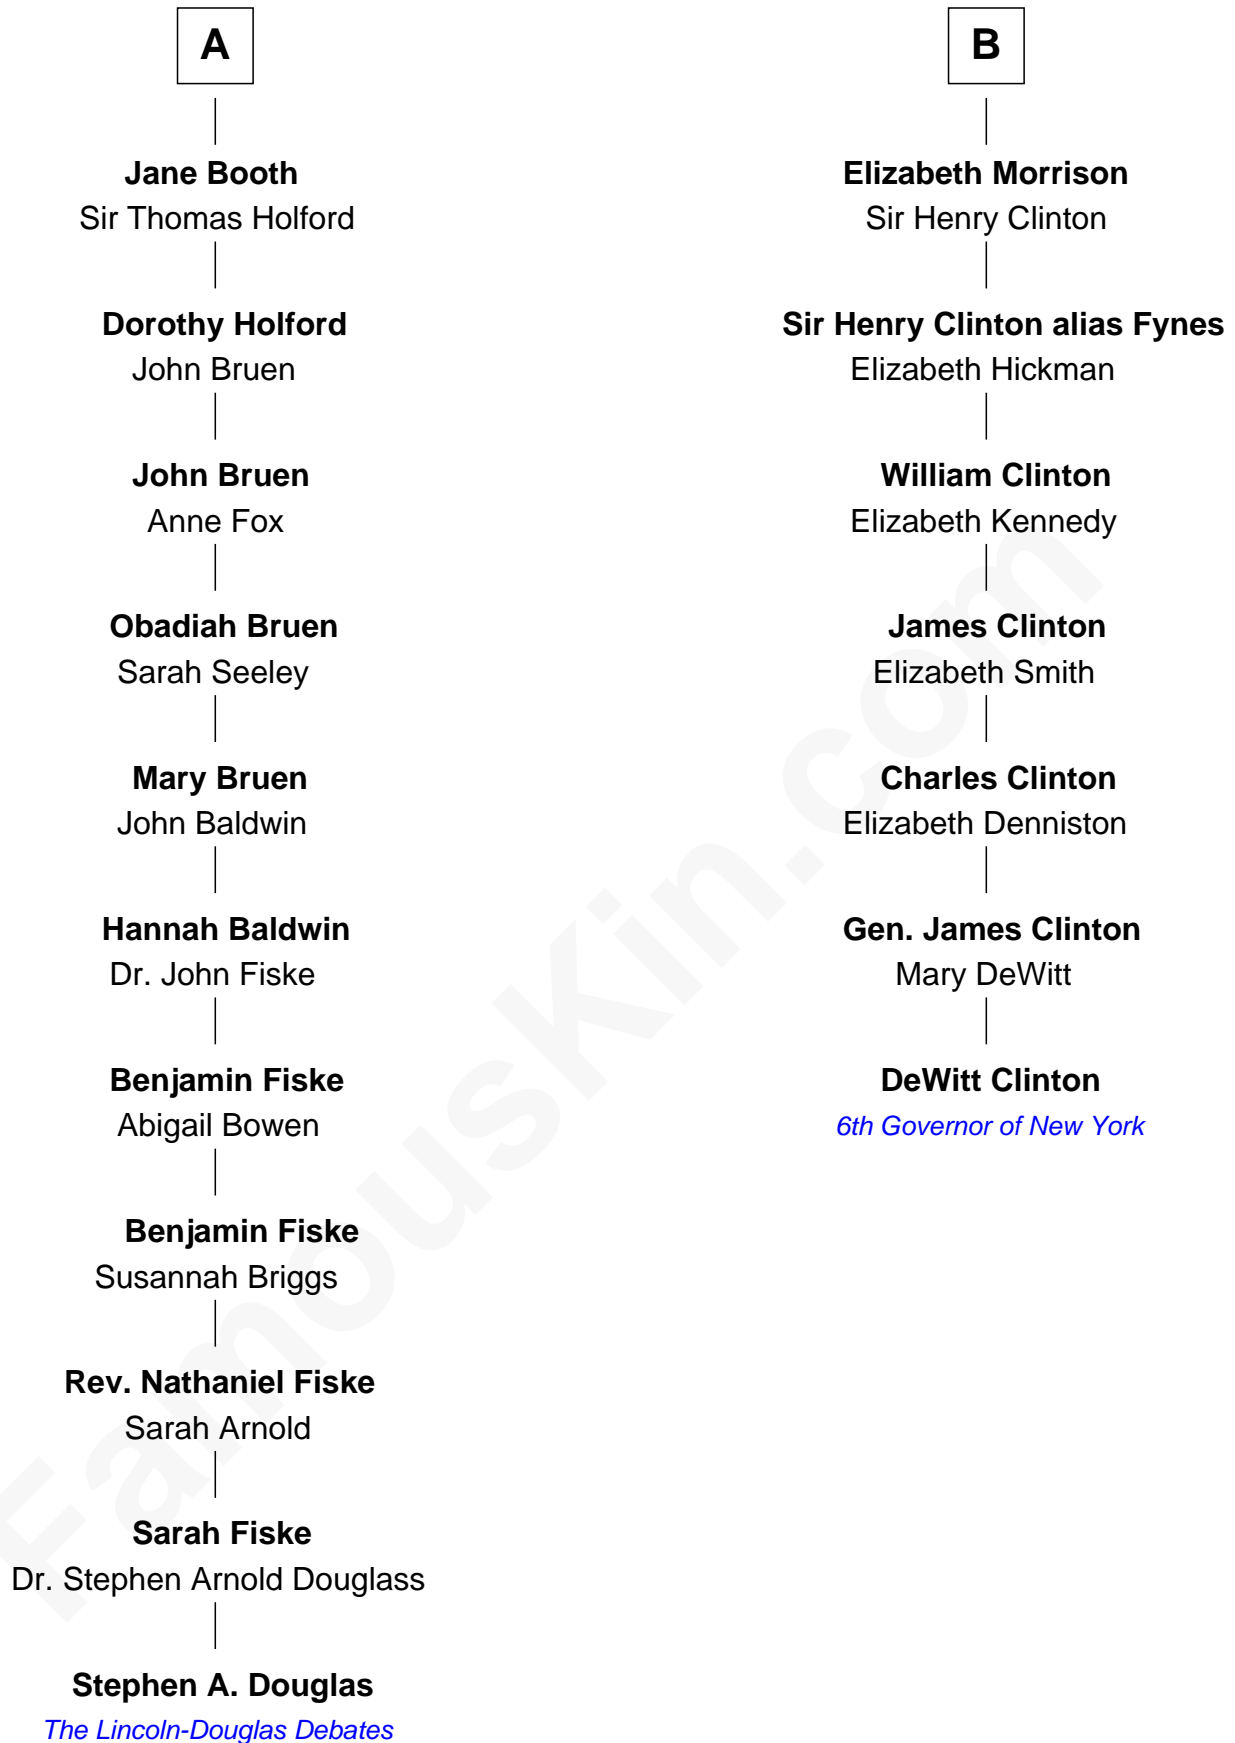 A
Jane Booth
Sir Thomas Holford
Dorothy Holford
John Bruen
John Bruen
Anne Fox
Obadiah Bruen
Sarah Seeley
Mary Bruen
John Baldwin
Hannah Baldwin
Dr. John Fiske
Benjamin Fiske
Abigail Bowen
Benjamin Fiske
Susannah Briggs
Rev. Nathaniel Fiske
Sarah Arnold
Sarah Fiske
Dr. Stephen Arnold Douglass
Stephen A. Douglas
The Lincoln-Douglas Debates
B
Elizabeth Morrison
Sir Henry Clinton
Sir Henry Clinton alias Fynes
Elizabeth Hickman
William Clinton
Elizabeth Kennedy
James Clinton
Elizabeth Smith
Charles Clinton
Elizabeth Denniston
Gen. James Clinton
Mary DeWitt
DeWitt Clinton
6th Governor of New York
FamousKin.com